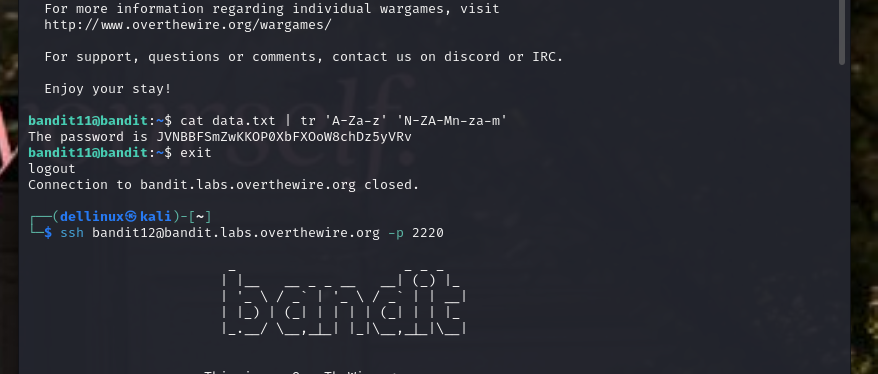 For more information regarding individual wargames, visit
http://www.overthewire.org/wargames/
For support, questions or comments, contact us on discord or IRC.
Enjoy your stay!
bandit11@bandit:~$ cat data.txt | tr 'A-Za-z' 'N-ZA-Mn-za-m'
The password is JVNBBFSmZwKKOP0XbFXOoW8chDz5yVRv
bandit11@bandit:~$ exit
logout
Connection to bandit.labs.overthewire.org closed.
┌──(dellinux㉿kali)-[~]
└─$ ssh bandit12@bandit.labs.overthewire.org -p 2220
bandit